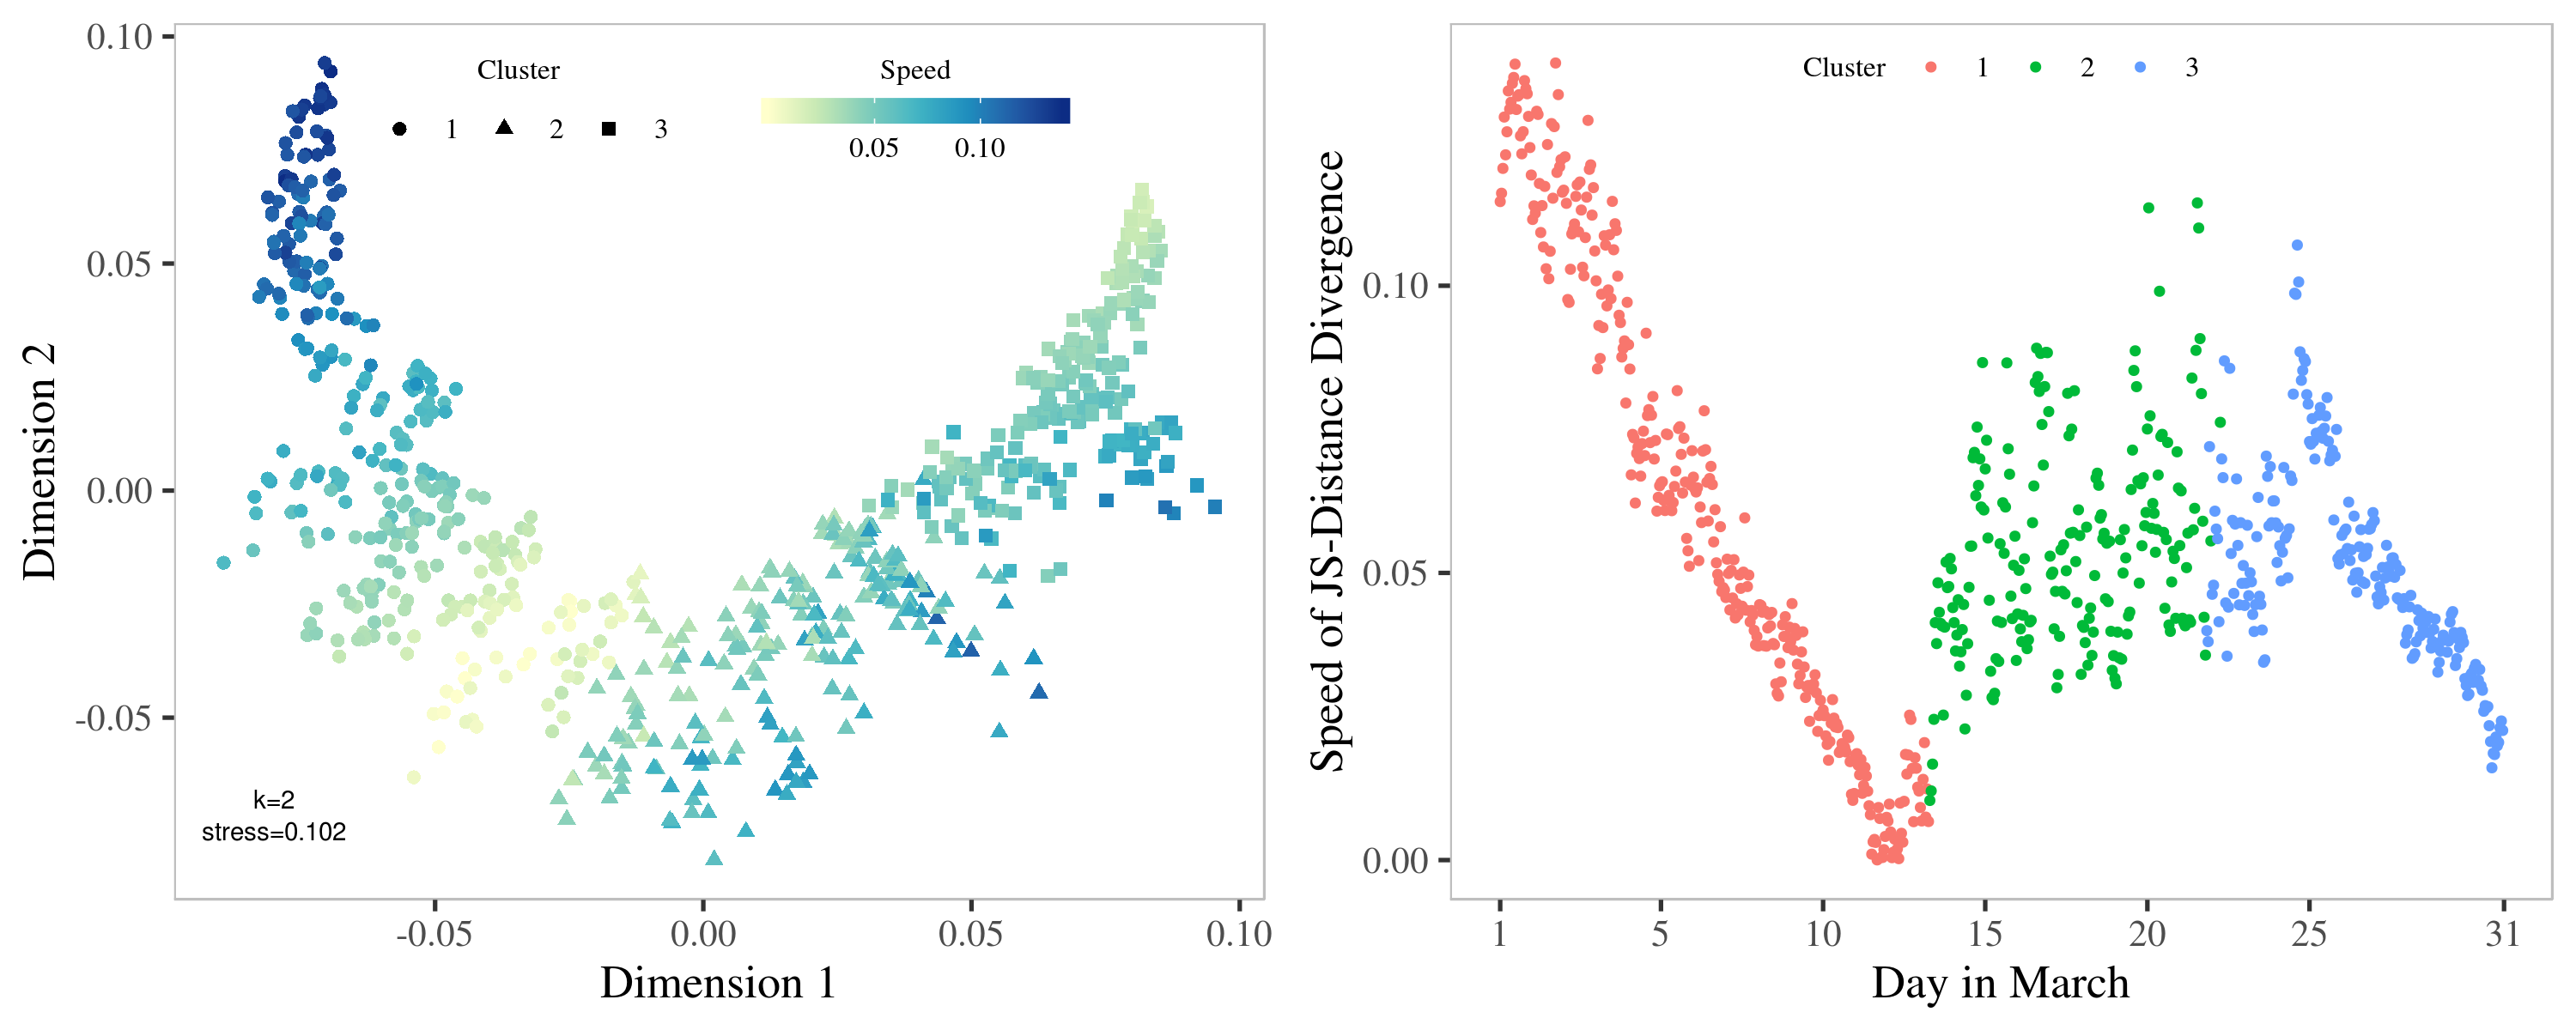 Cluster
1 2 3
Speed
0.05 0.10
0.10
0.05
0.00
-0.05
Dimension 2
k=2
stress=0.102
-0.05 0.00 0.05 0.10
Dimension 1
Cluster 1 2 3
0.10
0.05
0.00
Speed of JS-Distance Divergence
1 5 10 15 20 25 31
Day in March